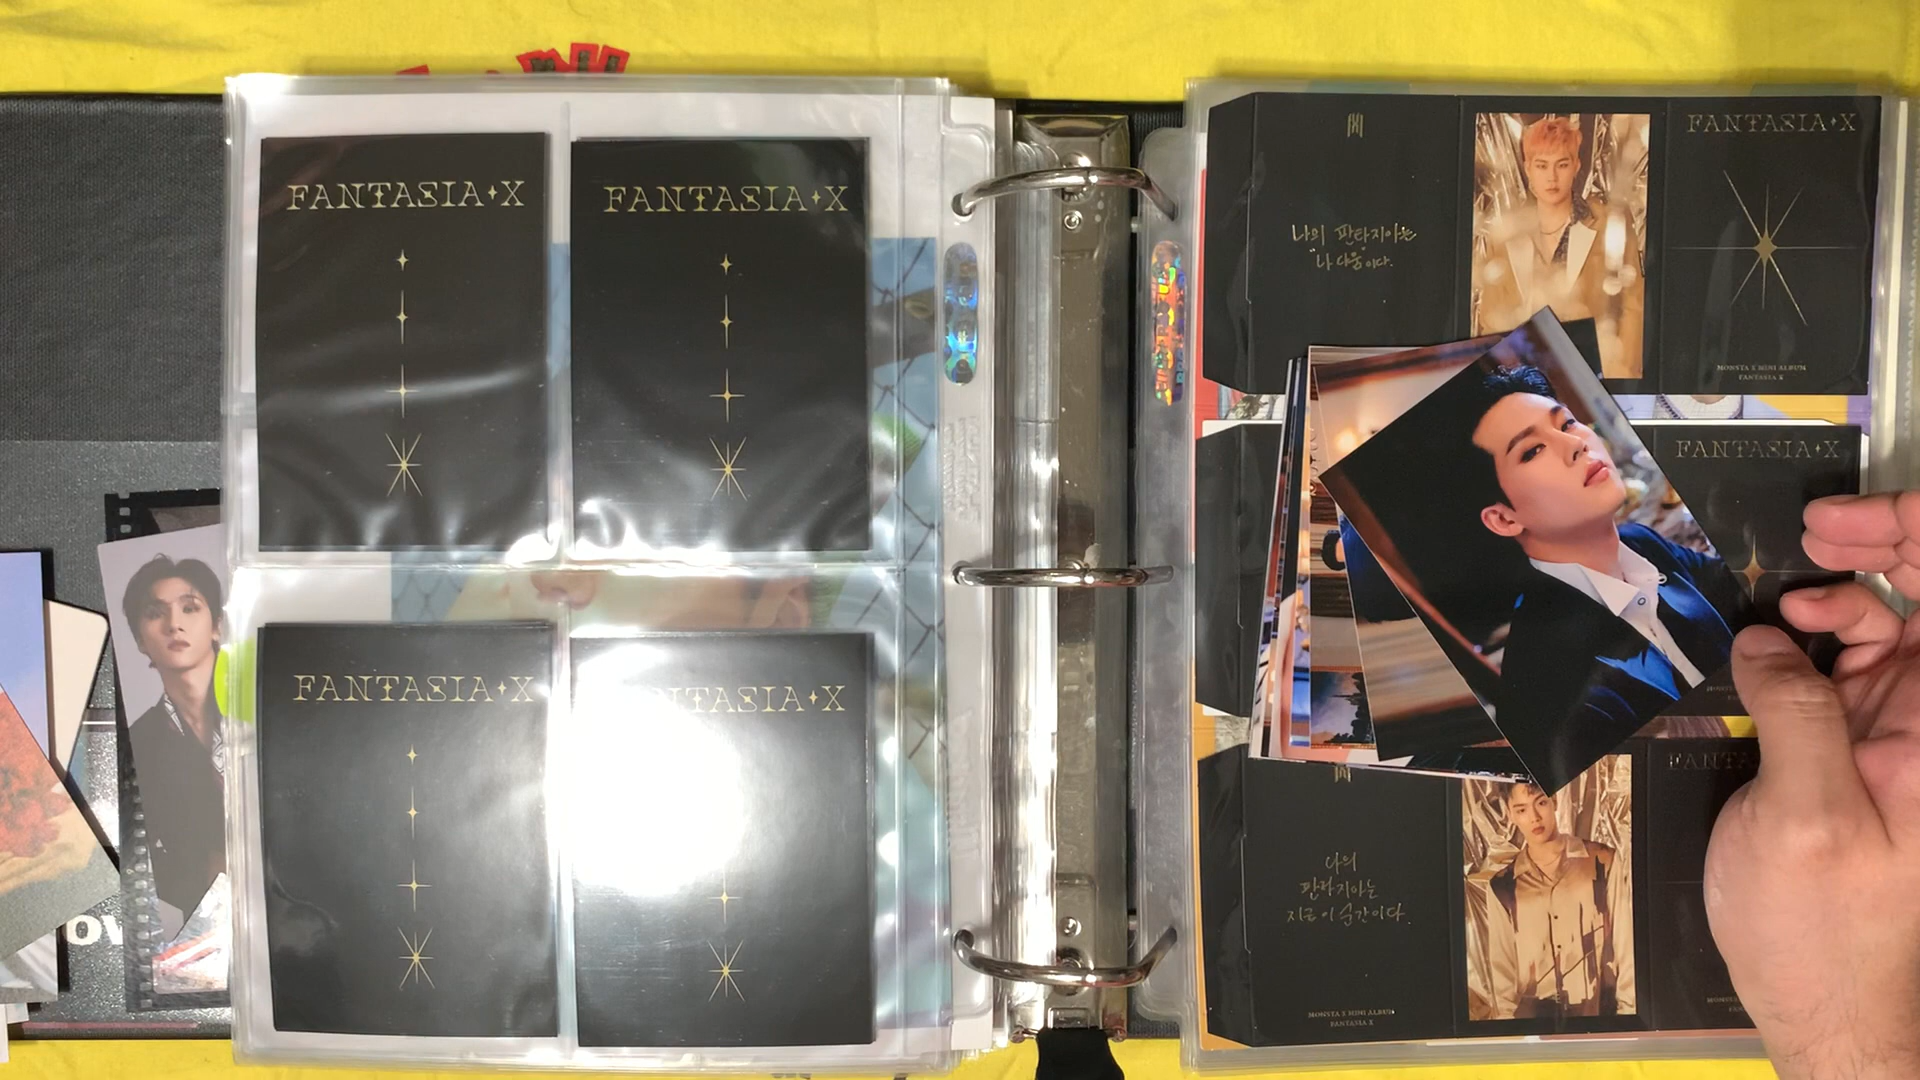 FANTASIA✦X
FANTASIA✦X
FANTASIA✦X
NTASIA✦X
나의 판타지아는
"나 다움"이다.
FANTASIA✦X
MONSTA X MINI ALBUM
FANTASIA X
FANTASIA✦X
나의
판타지아는
지금 이 순간이다.
MONSTA X MINI ALBUM
FANTASIA X
FANTA